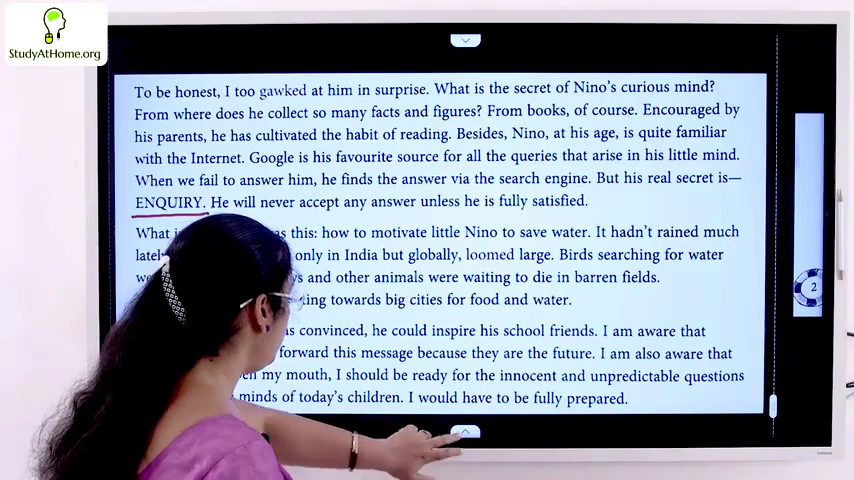 StudyAtHome.org
To be honest, I too gawked at him in surprise. What is the secret of Nino's curious mind?
From where does he collect so many facts and figures? From books, of course. Encouraged by
his parents, he has cultivated the habit of reading. Besides, Nino, at his age, is quite familiar
with the Internet. Google is his favourite source for all the queries that arise in his little mind.
When we fail to answer him, he finds the answer via the search engine. But his real secret is—
ENQUIRY. He will never accept any answer unless he is fully satisfied.
What this: how to motivate little Nino to save water. It hadn't rained much
only in India but globally, loomed large. Birds searching for water
and other animals were waiting to die in barren fields.
towards big cities for food and water.
convinced, he could inspire his school friends. I am aware that
forward this message because they are the future. I am also aware that
my mouth, I should be ready for the innocent and unpredictable questions
minds of today's children. I would have to be fully prepared.
2